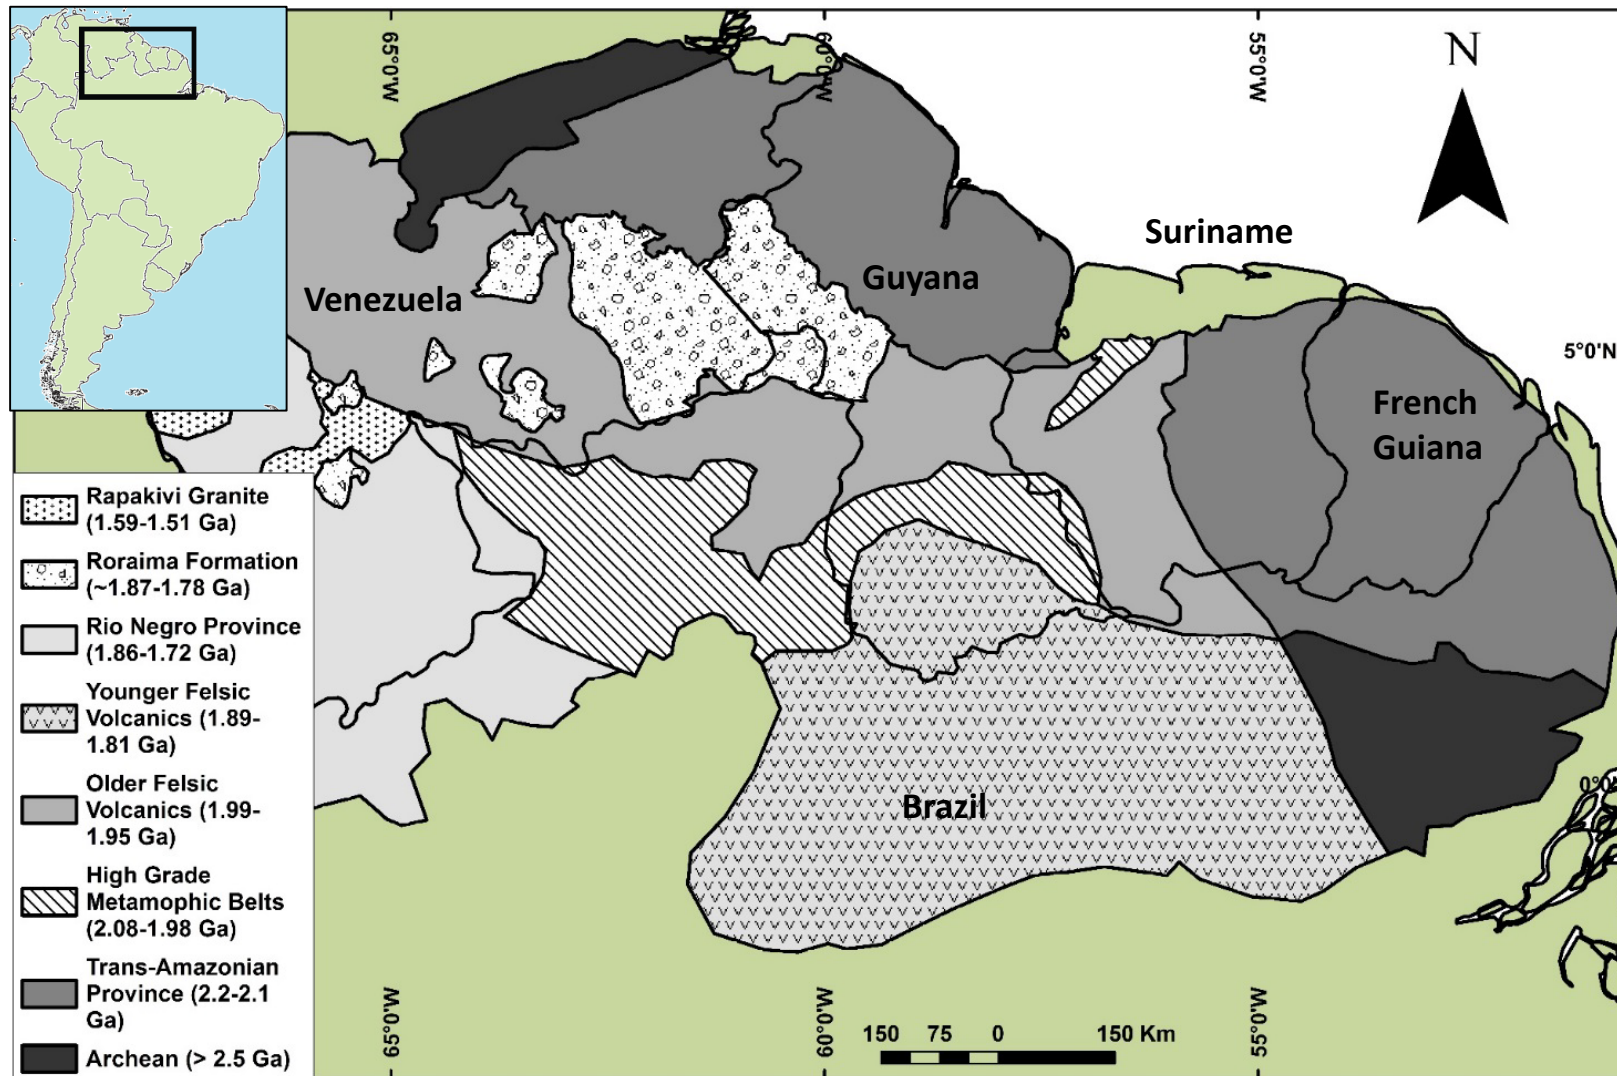 65°0'W
60°0'W
55°0'W
N
Suriname
Guyana
Venezuela
5°0'N
French
Guiana
Rapakivi Granite
(1.59-1.51 Ga)
Roraima Formation
(~1.87-1.78 Ga)
Rio Negro Province
(1.86-1.72 Ga)
Younger Felsic
Volcanics (1.89-
1.81 Ga)
Older Felsic
Volcanics (1.99-
1.95 Ga)
High Grade
Metamophic Belts
(2.08-1.98 Ga)
Trans-Amazonian
Province (2.2-2.1
Ga)
Archean (> 2.5 Ga)
Brazil
0°0'
65°0'W
60°0'W
55°0'W
150 75 0 150 Km